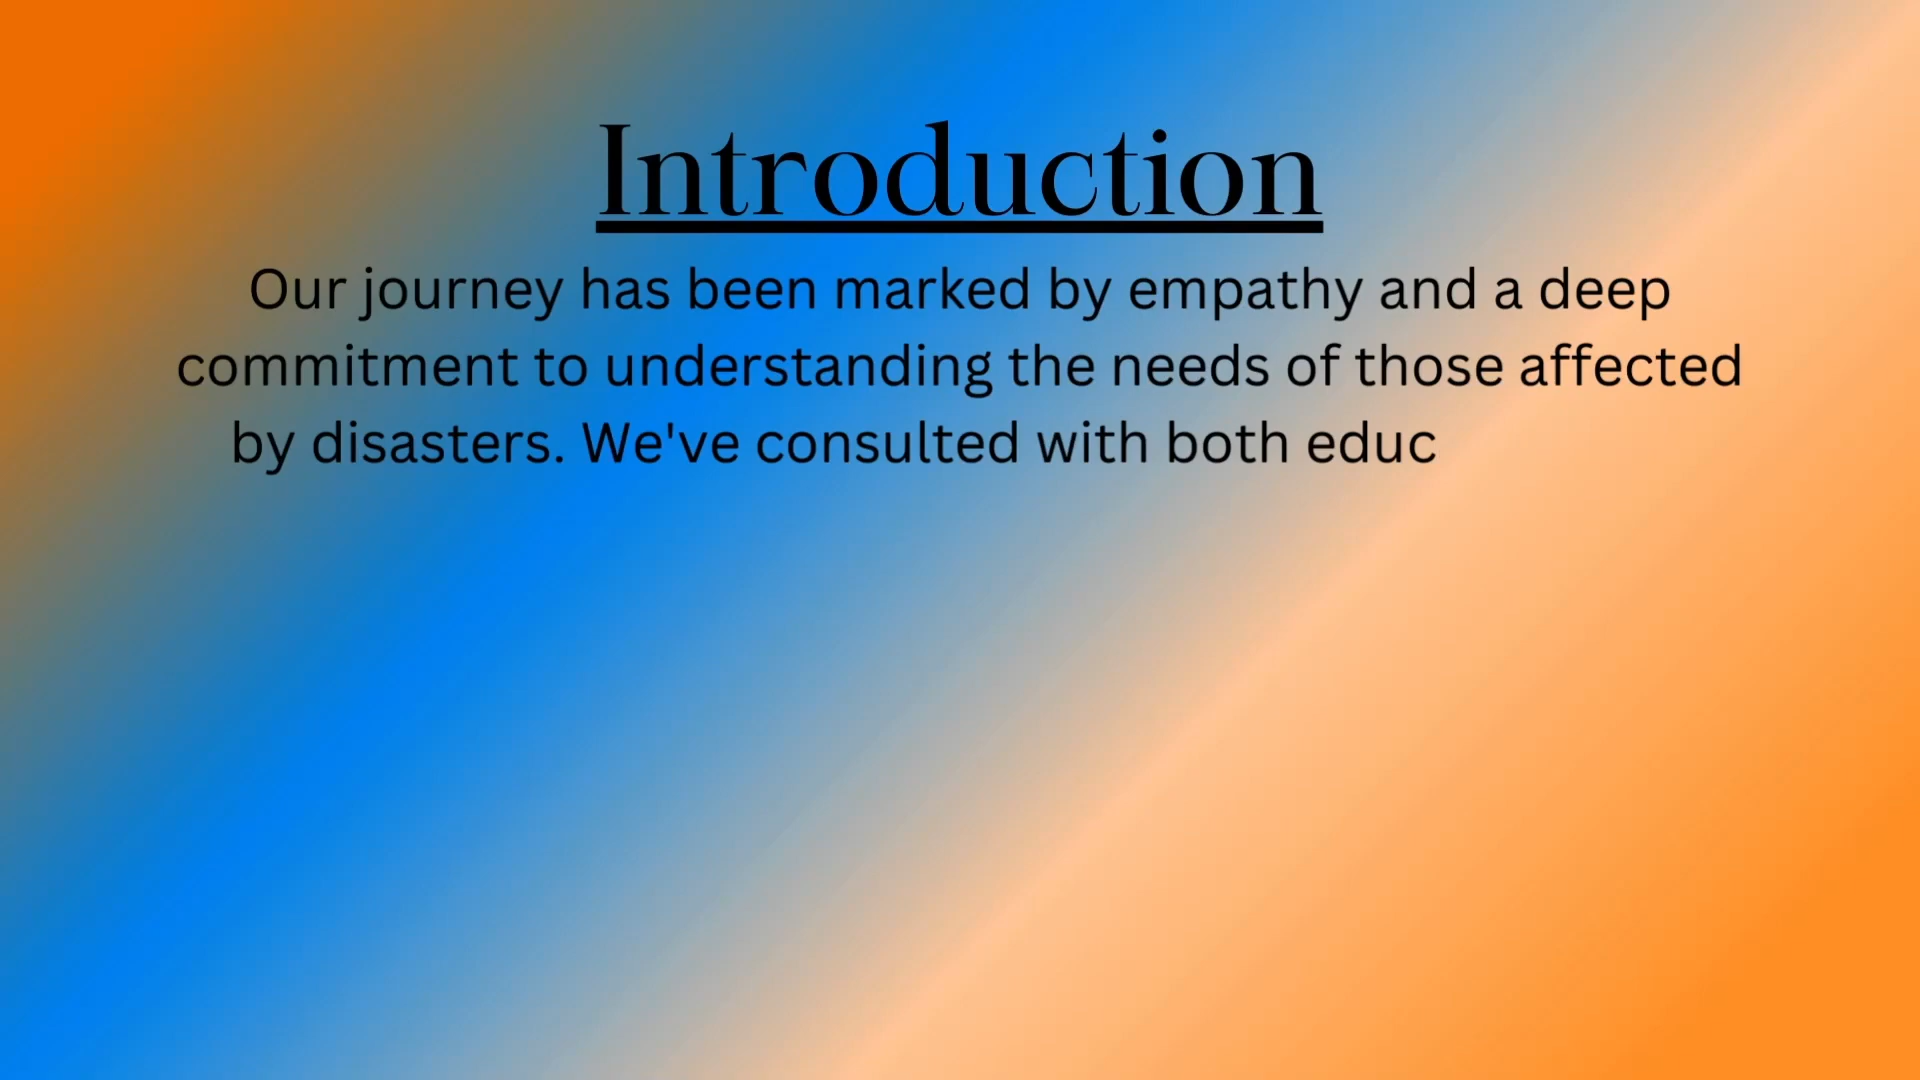 Introduction
Our journey has been marked by empathy and a deep
commitment to understanding the needs of those affected
by disasters. We've consulted with both educ